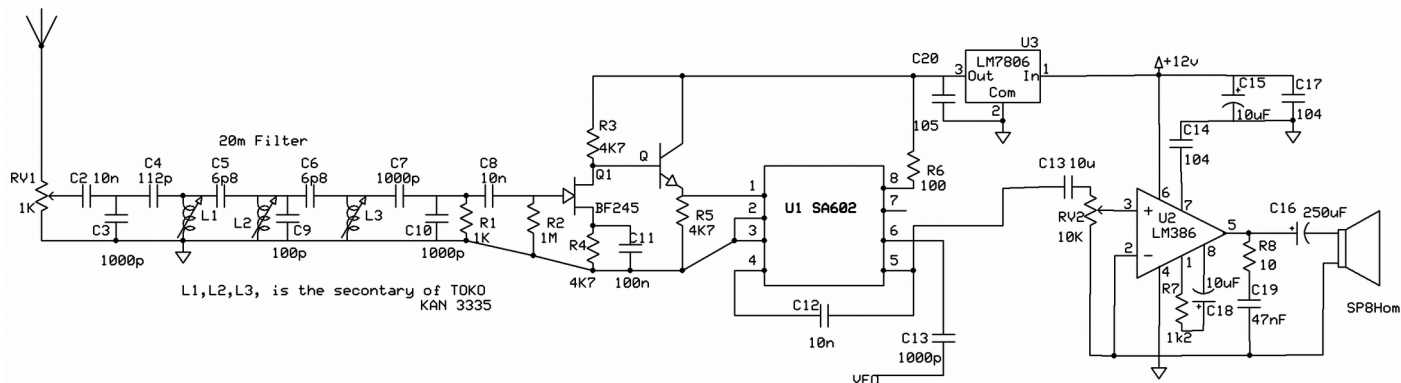 U3
LM7806
3 Out In 1
Com
2
C20
105
+12v
C15
10uF
C17
104
C14
104
20m Filter
R3
4K7
Q
Q1
BF245
RV1
1K
C2 10n
C4
112p
C5
6p8
C6
6p8
C7
1000p
C8
10n
C3
1000p
L1
L2
C9
100p
L3
C10
1000p
R1
1K
R2
1M
R4
4K7
C11
100n
R5
4K7
L1,L2,L3, is the secontary of TOKO
KAN 3335
U1 SA602
1
2
3
4
8
7
6
5
R6
100
C12
10n
C13
1000p
VFO
C13 10u
RV2
10K
3
2
+
-
U2
LM386
6
7
5
4
1
8
R7
1k2
10uF
C18
R8
10
C19
47nF
C16
250uF
SP8Hom